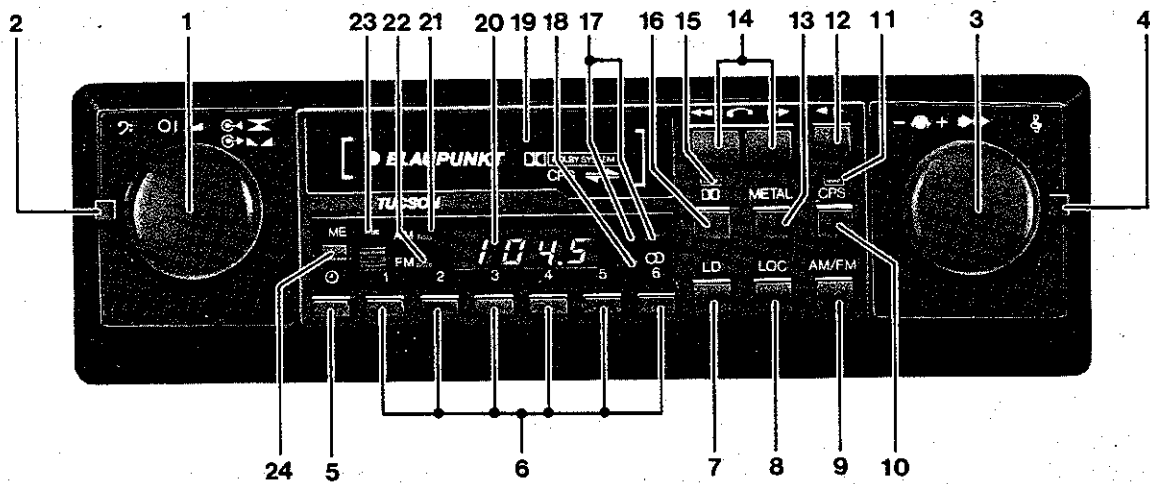 2 1 23 22 21 20 19 18 17 16 15 14 13 12 11 3 4
BLAUPUNKT
DOLBY SYSTEM
CPS
TUCSON
METAL
CPS
ME
AM
FM
104.5
1 2 3 4 5 6
LD LOC AM/FM
24 5 6 7 8 9 10